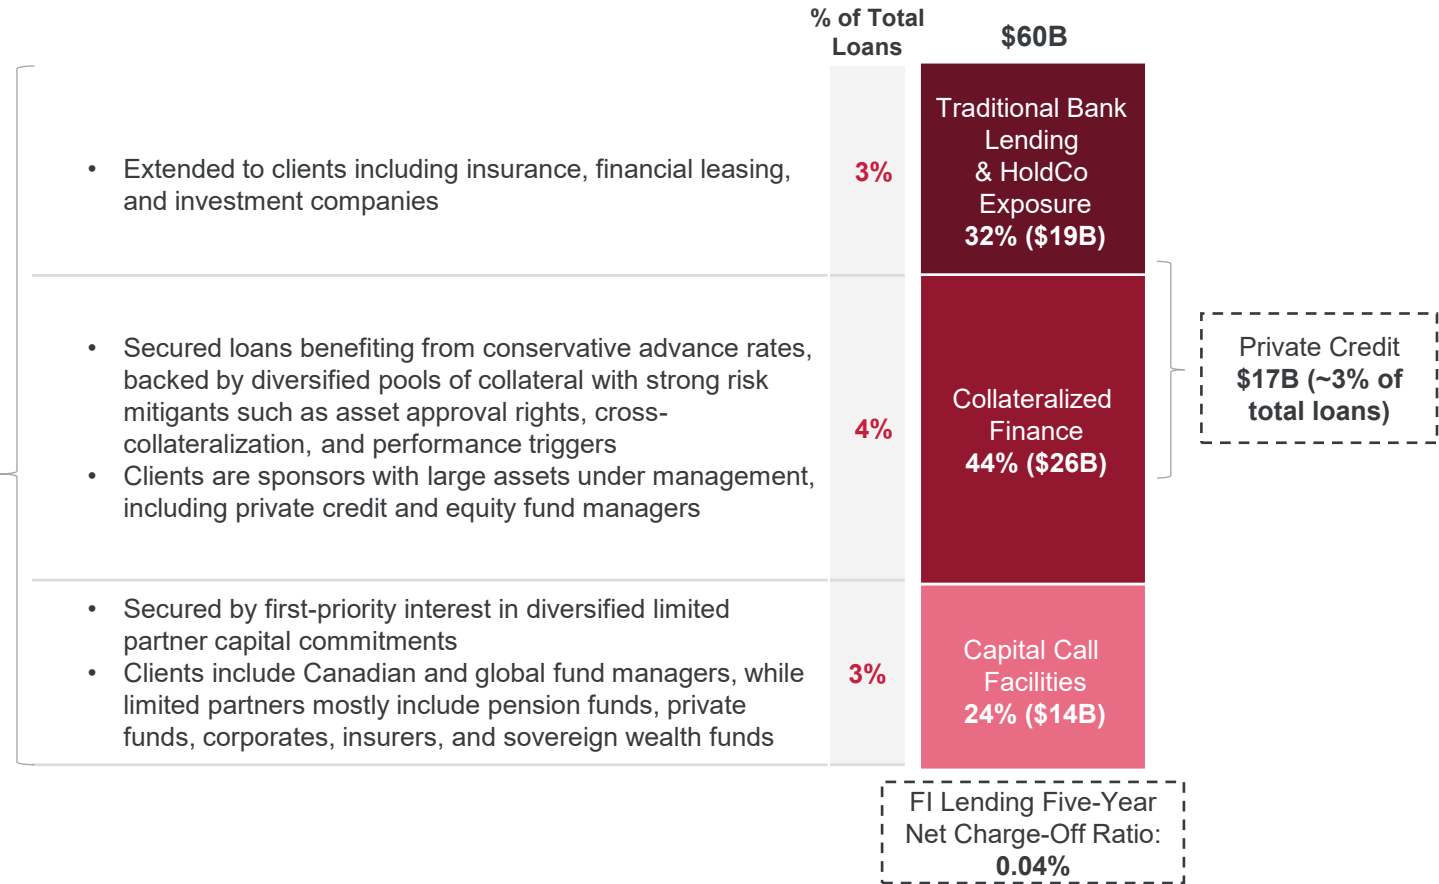 % of Total
Loans
$60B
• Extended to clients including insurance, financial leasing,
and investment companies
3%
Traditional Bank
Lending
& HoldCo
Exposure
32% ($19B)
• Secured loans benefiting from conservative advance rates,
backed by diversified pools of collateral with strong risk
mitigants such as asset approval rights, cross-
collateralization, and performance triggers
• Clients are sponsors with large assets under management,
including private credit and equity fund managers
4%
Collateralized
Finance
44% ($26B)
Private Credit
$17B (~3% of
total loans)
• Secured by first-priority interest in diversified limited
partner capital commitments
• Clients include Canadian and global fund managers, while
limited partners mostly include pension funds, private
funds, corporates, insurers, and sovereign wealth funds
3%
Capital Call
Facilities
24% ($14B)
FI Lending Five-Year
Net Charge-Off Ratio:
0.04%